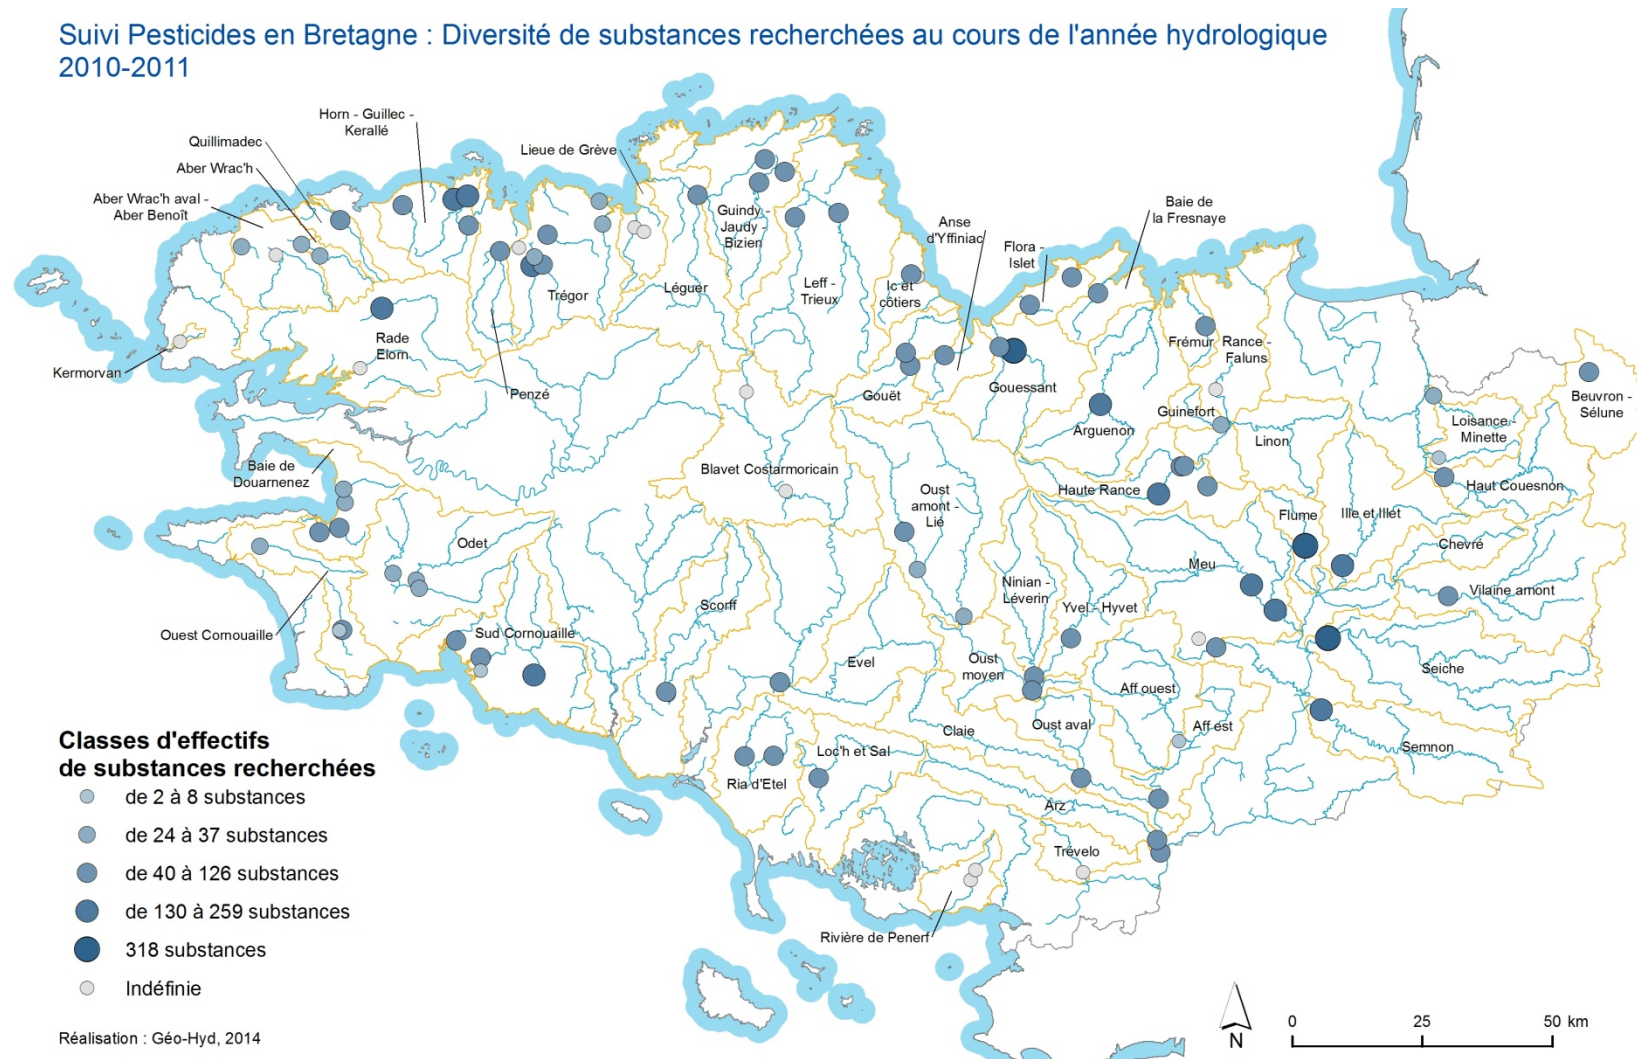 Suivi Pesticides en Bretagne : Diversité de substances recherchées au cours de l'année hydrologique
2010-2011
Horn - Guillec -
Kerallé
Quillimadec
Lieue de Grève
Aber Wrac'h
Aber Wrac'h aval -
Aber Benoît
Baie de
la Fresnaye
Guindy -
Jaudy -
Bizien
Anse
d'Yffiniac
Flora -
Islet
Trégor
Léguer
Leff -
Trieux
Ic et
côtiers
Rade
Elorn
Kermorvan
Penzé
Gouët
Gouessant
Frémur
Rance -
Faluns
Arguenon
Guinefort
Linon
Loisance -
Minette
Beuvron -
Sélune
Baie de
Douarnenez
Blavet Costarmoricain
Oust
amont -
Lié
Haute Rance
Haut Couesnon
Flume
Ille et Illet
Chevré
Odet
Meu
Ninian -
Léverin
Yvel - Hyvet
Vilaine amont
Scorff
Ouest Cornouaille
Sud Cornouaille
Evel
Oust
moyen
Seiche
Aff ouest
Aff est
Oust aval
Claie
Semnon
Loc'h et Sal
Ria d'Etel
Arz
Trévelo
Rivière de Penerf
Classes d'effectifs
de substances recherchées
de 2 à 8 substances
de 24 à 37 substances
de 40 à 126 substances
de 130 à 259 substances
318 substances
Indéfinie
Réalisation : Géo-Hyd, 2014
N
0 25 50 km